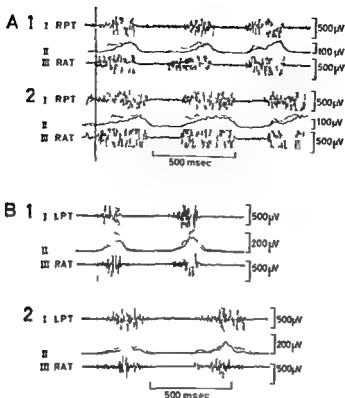 A 1 I RPT 500μV
II 100μV
III RAT 500μV
2 I RPT 500μV
II 100μV
III RAT 500μV
500 msec
B 1 I LPT 500μV
II 200μV
III RAT 500μV
2 I LPT 500μV
II 200μV
III RAT 500μV
500 msec